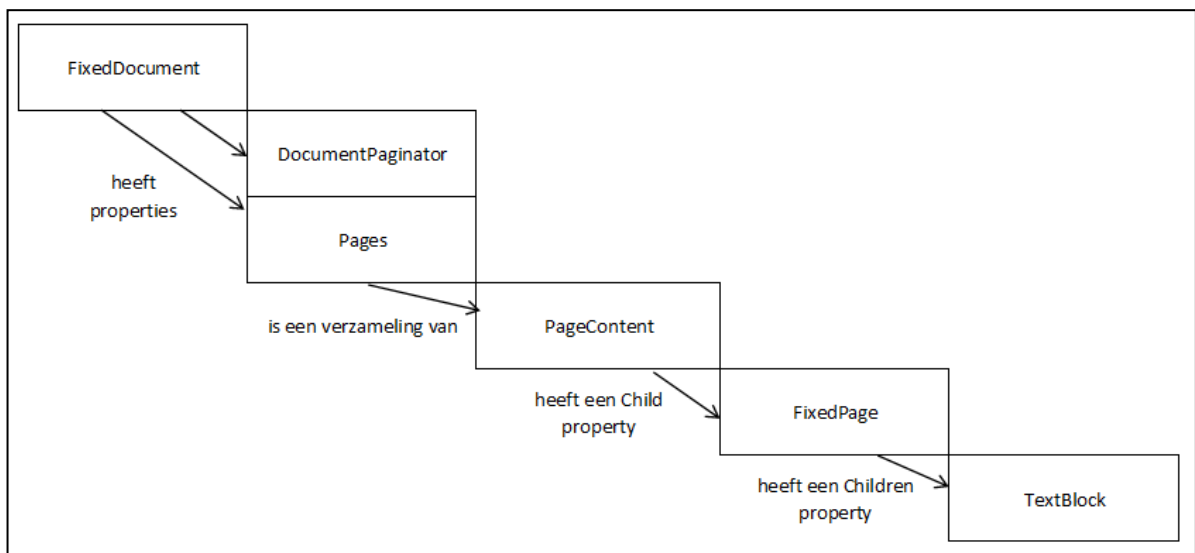 FixedDocument
DocumentPaginator
heeft
properties
Pages
is een verzameling van
PageContent
heeft een Child
property
FixedPage
heeft een Children
property
TextBlock